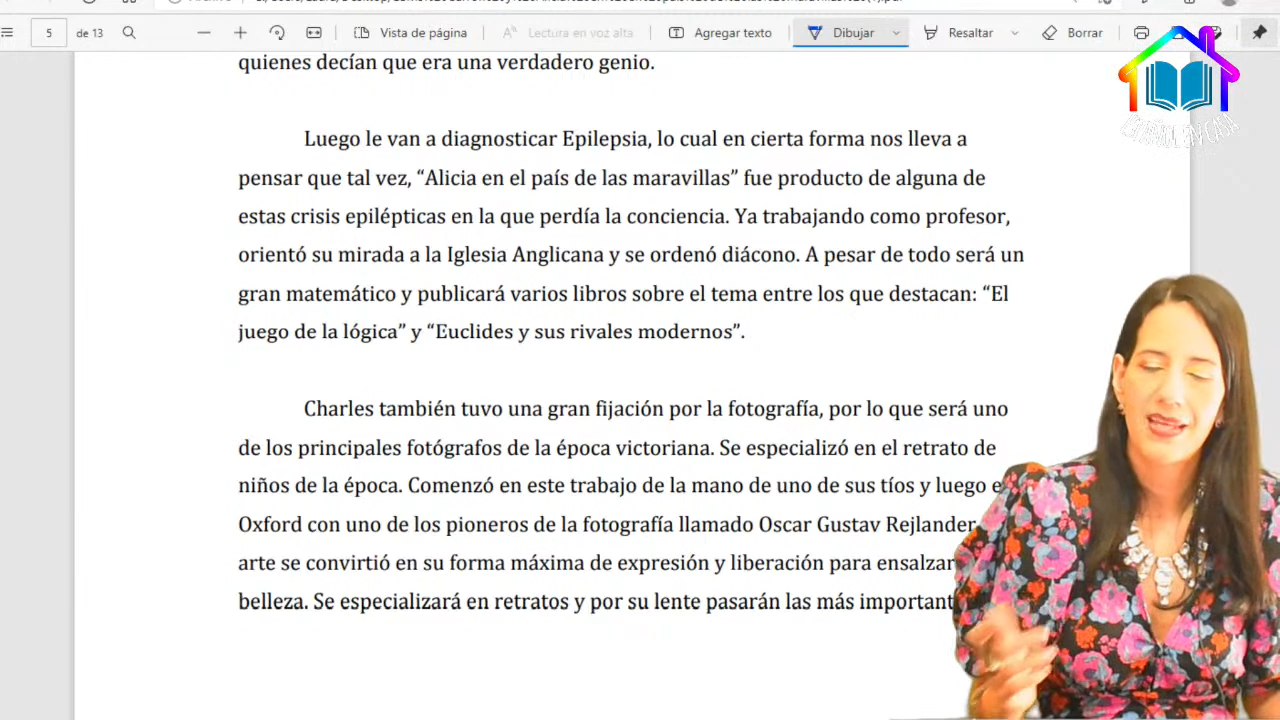 5 de 13 Vista de página Lectura en voz alta Agregar texto Dibujar Resaltar Borrar
quienes decían que era una verdadero genio.
Luego le van a diagnosticar Epilepsia, lo cual en cierta forma nos lleva a
pensar que tal vez, “Alicia en el país de las maravillas” fue producto de alguna de
estas crisis epilépticas en la que perdía la conciencia. Ya trabajando como profesor,
orientó su mirada a la Iglesia Anglicana y se ordenó diácono. A pesar de todo será un
gran matemático y publicará varios libros sobre el tema entre los que destacan: “El
juego de la lógica” y “Euclides y sus rivales modernos”.
Charles también tuvo una gran fijación por la fotografía, por lo que será uno
de los principales fotógrafos de la época victoriana. Se especializó en el retrato de
niños de la época. Comenzó en este trabajo de la mano de uno de sus tíos y luego
Oxford con uno de los pioneros de la fotografía llamado Oscar Gustav Rejlander
arte se convirtió en su forma máxima de expresión y liberación para ensalzar
belleza. Se especializará en retratos y por su lente pasarán las más